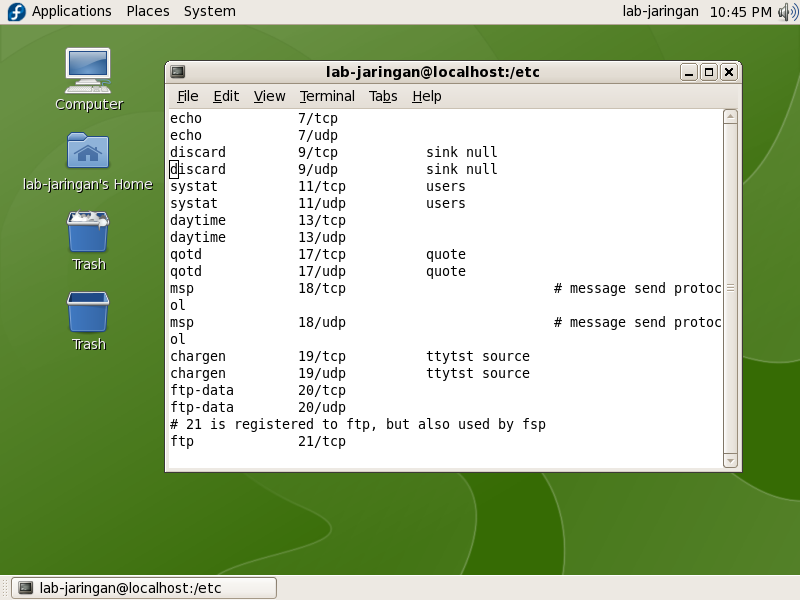 Applications Places System lab-jaringan 10:45 PM
Computer
lab-jaringan's Home
Trash
Trash
lab-jaringan@localhost:/etc
File Edit View Terminal Tabs Help
echo 7/tcp
echo 7/udp
discard 9/tcp sink null
discard 9/udp sink null
systat 11/tcp users
systat 11/udp users
daytime 13/tcp
daytime 13/udp
qotd 17/tcp quote
qotd 17/udp quote
msp 18/tcp # message send protoc
ol
msp 18/udp # message send protoc
ol
chargen 19/tcp ttytst source
chargen 19/udp ttytst source
ftp-data 20/tcp
ftp-data 20/udp
# 21 is registered to ftp, but also used by fsp
ftp 21/tcp
lab-jaringan@localhost:/etc